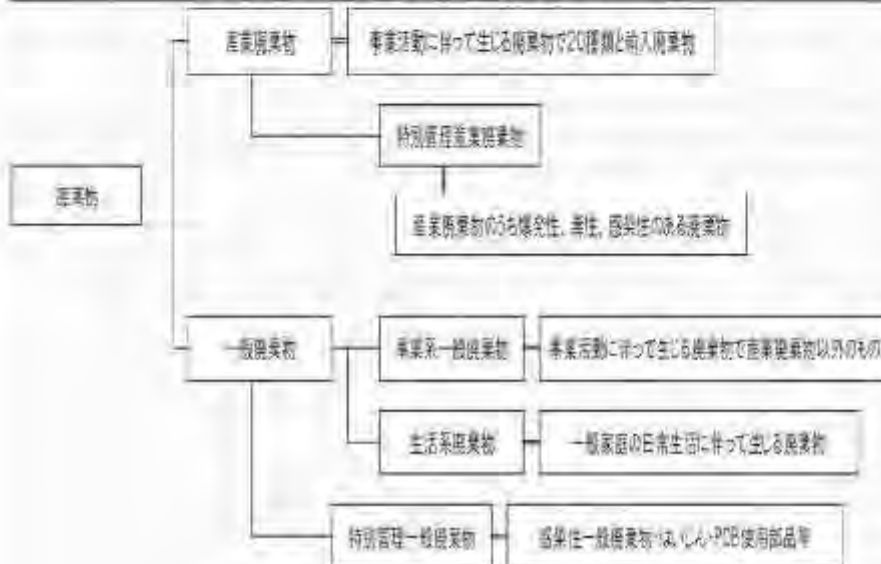 産業廃棄物
事業活動に伴って生じる廃棄物で20種類と輸入廃棄物
特別管理産業廃棄物
廃棄物
産業廃棄物のうち爆発性、毒性、感染性のある廃棄物
一般廃棄物
事業系一般廃棄物
事業活動に伴って生じる廃棄物で産業廃棄物以外のもの
生活系廃棄物
一般家庭の日常生活に伴って生じる廃棄物
特別管理一般廃棄物
感染性一般廃棄物・ばいじん・PCB使用部品等